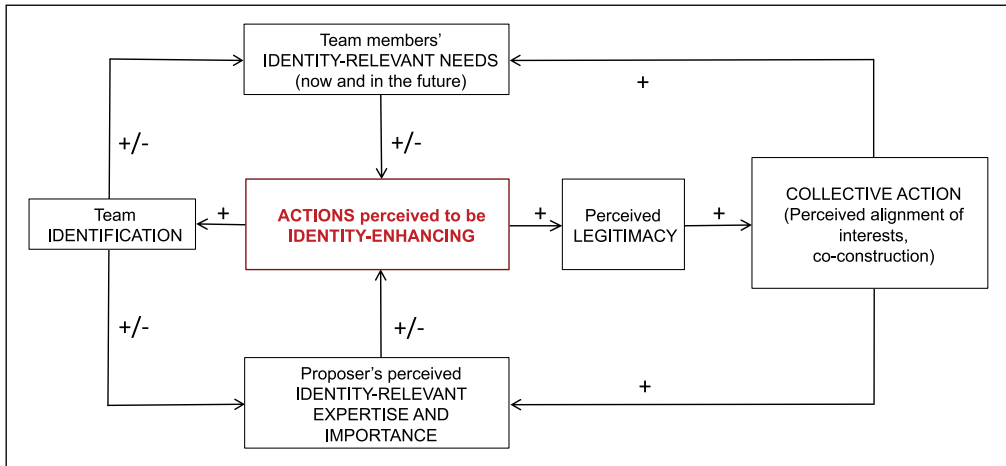 Team members'
IDENTITY-RELEVANT NEEDS
(now and in the future)
+
+/-
+/-
Team
IDENTIFICATION
+
ACTIONS perceived to be
IDENTITY-ENHANCING
+
Perceived
LEGITIMACY
+
COLLECTIVE ACTION
(Perceived alignment of
interests,
co-construction)
+/-
+/-
Proposer's perceived
IDENTITY-RELEVANT
EXPERTISE AND
IMPORTANCE
+